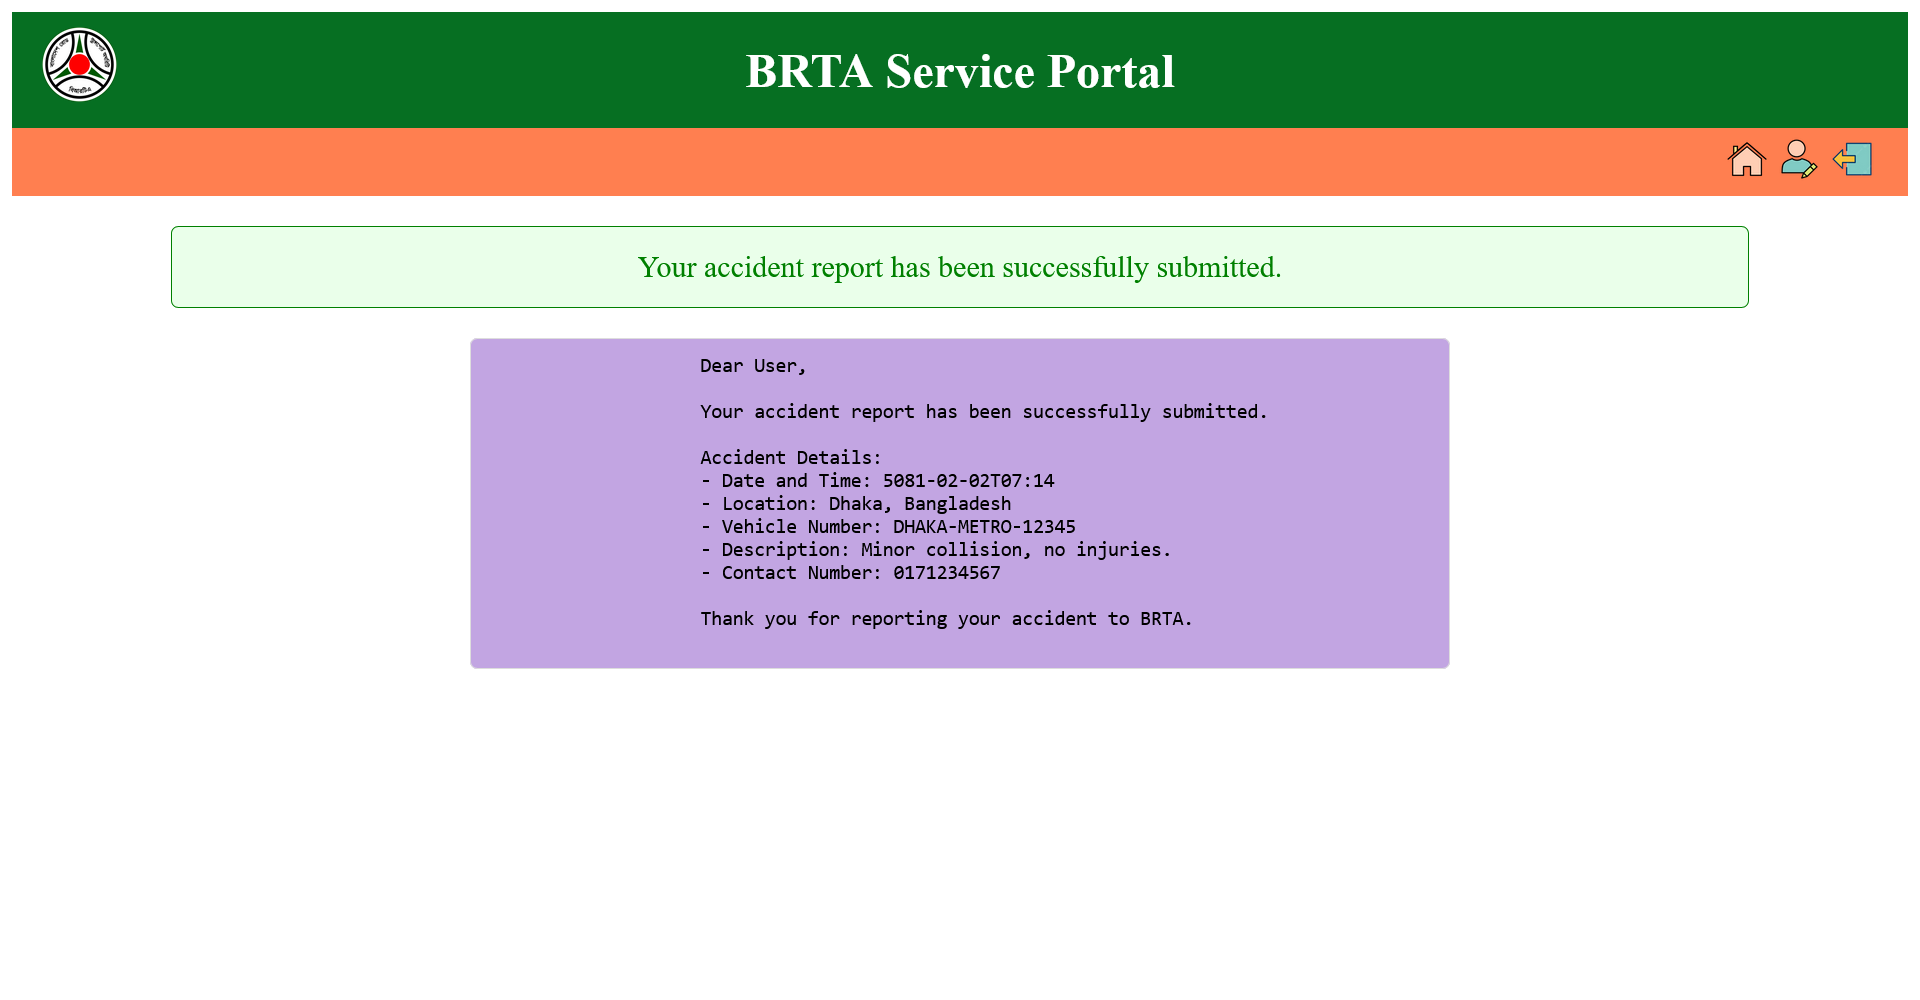 বিআরটিএ
BRTA Service Portal
Your accident report has been successfully submitted.
Dear User,
Your accident report has been successfully submitted.
Accident Details:
- Date and Time: 5081-02-02T07:14
- Location: Dhaka, Bangladesh
- Vehicle Number: DHAKA-METRO-12345
- Description: Minor collision, no injuries.
- Contact Number: 0171234567
Thank you for reporting your accident to BRTA.